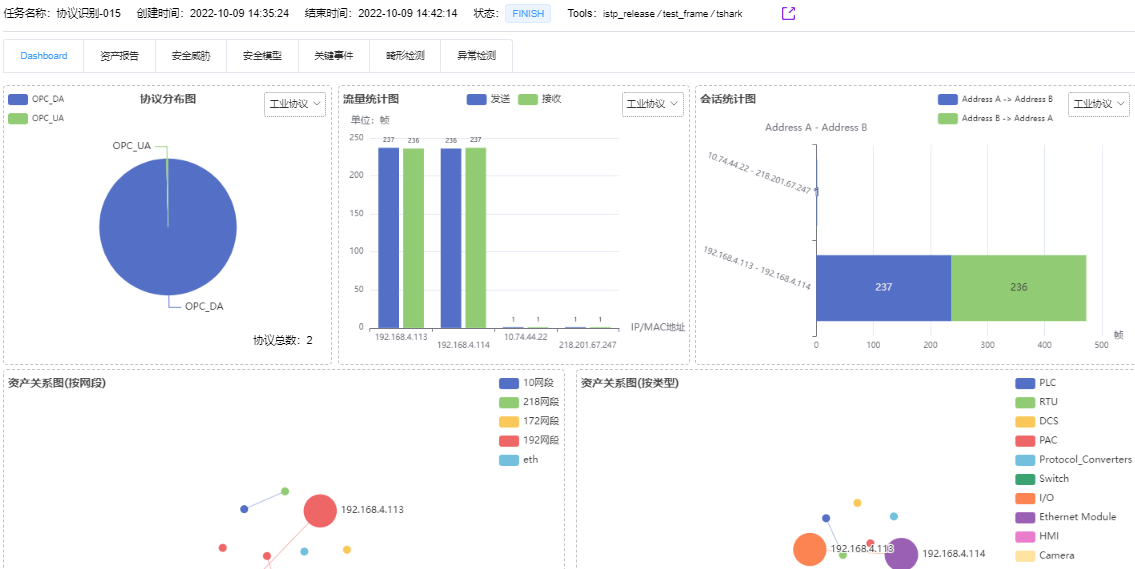 任务名称：协议识别-015 创建时间：2022-10-09 14:35:24 结束时间：2022-10-09 14:42:14 状态： FINISH Tools：istp_release / test_frame / tshark
Dashboard 资产报告 安全威胁 安全模型 关键事件 畸形检测 异常检测
协议分布图
OPC_DA
OPC_UA
工业协议
OPC_UA
OPC_DA
协议总数：2
流量统计图
发送 接收
工业协议
单位：帧
250
200
150
100
50
0
237 236 236 237 1 1 1 1
192.168.4.113 192.168.4.114 10.74.44.22 218.201.67.247
IP/MAC地址
会话统计图
Address A -> Address B
Address B -> Address A
工业协议
Address A - Address B
10.74.44.22 - 218.201.67.247
192.168.4.113 - 192.168.4.114
237 236
0 100 200 300 400 500
帧
资产关系图(按网段)
10网段
218网段
172网段
192网段
eth
192.168.4.113
资产关系图(按类型)
PLC
RTU
DCS
PAC
Protocol_Converters
Switch
I/O
Ethernet Module
HMI
Camera
192.168.4.113
192.168.4.114